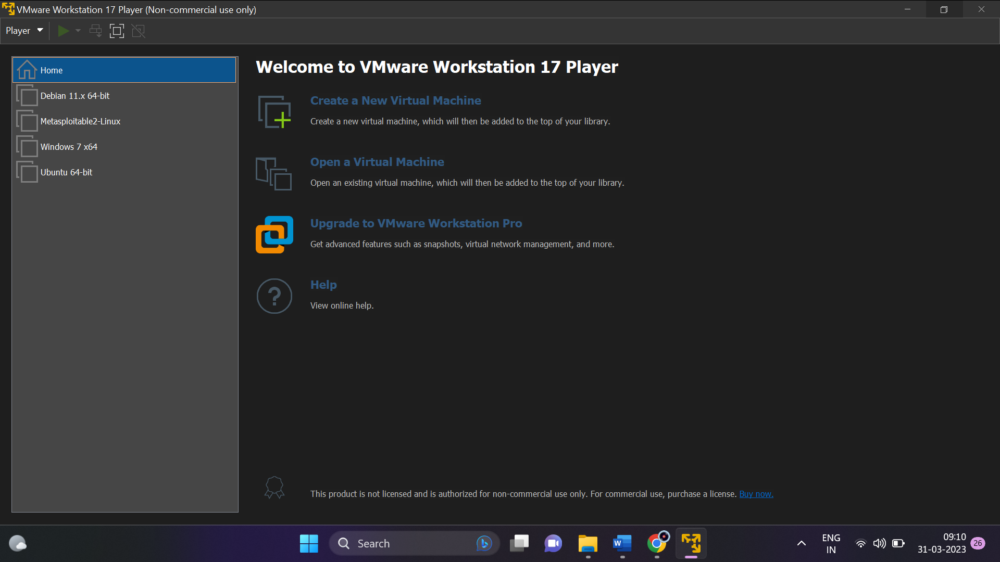 VMware Workstation 17 Player (Non-commercial use only)
Player
Home
Debian 11.x 64-bit
Metasploitable2-Linux
Windows 7 x64
Ubuntu 64-bit
Welcome to VMware Workstation 17 Player
Create a New Virtual Machine
Create a new virtual machine, which will then be added to the top of your library.
Open a Virtual Machine
Open an existing virtual machine, which will then be added to the top of your library.
Upgrade to VMware Workstation Pro
Get advanced features such as snapshots, virtual network management, and more.
?
Help
View online help.
This product is not licensed and is authorized for non-commercial use only. For commercial use, purchase a license. Buy now.
Search
W
ENG
IN
09:10
31-03-2023
26